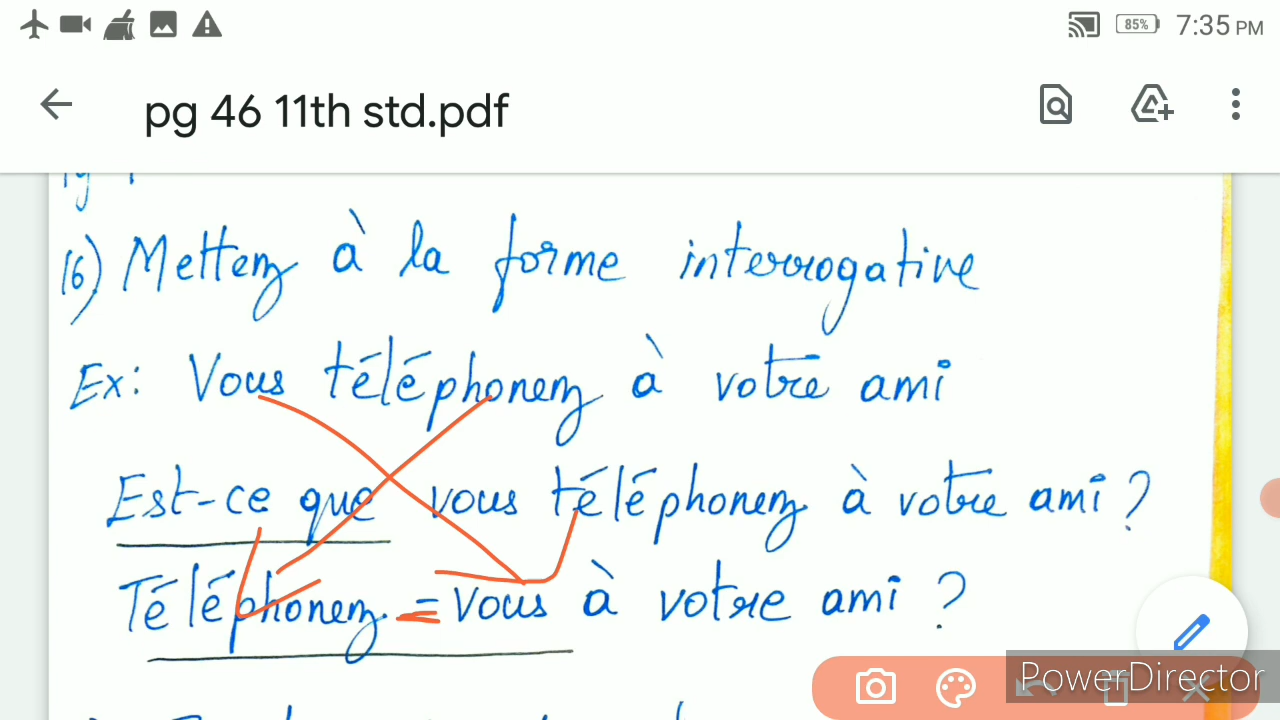 85% 7:35 PM
pg 46 11th std.pdf
16) Mettez à la forme interrogative
Ex: Vous téléphonez à votre ami
Est-ce que vous téléphonez à votre ami ?
Téléphonez = vous à votre ami ?
PowerDirector